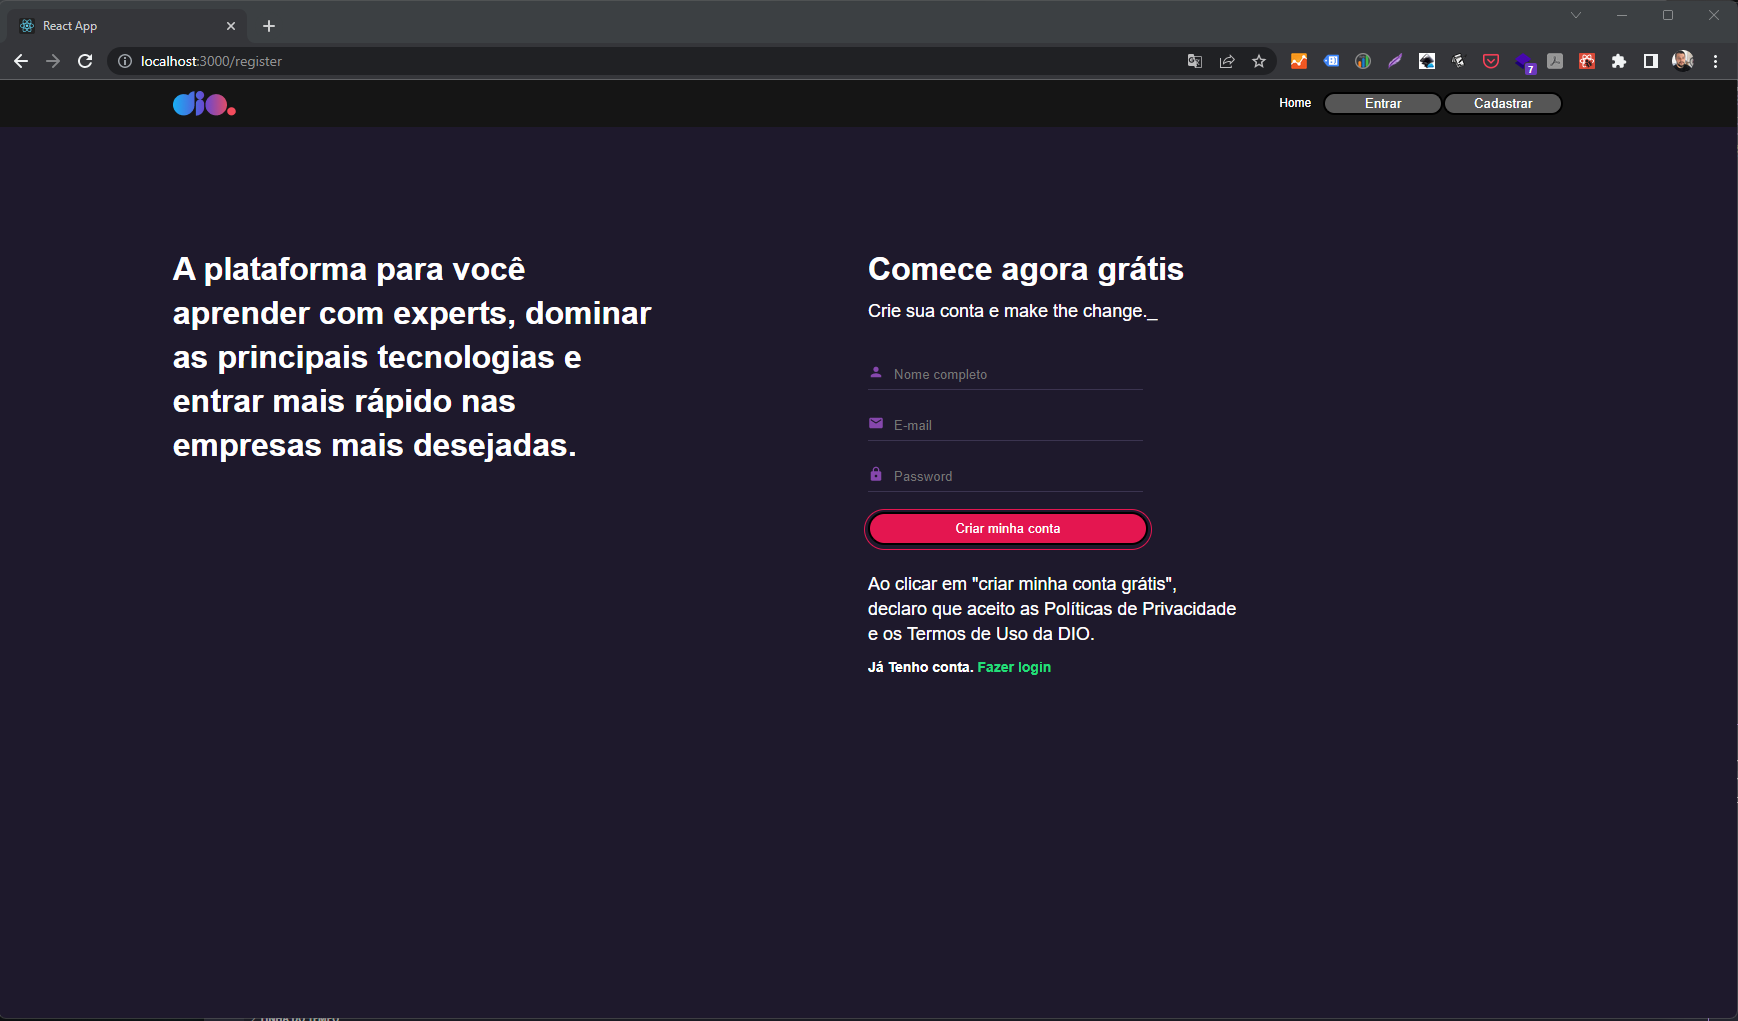 React App
localhost:3000/register
7
dio.
Home
Entrar
Cadastrar
A plataforma para você
aprender com experts, dominar
as principais tecnologias e
entrar mais rápido nas
empresas mais desejadas.
Comece agora grátis
Crie sua conta e make the change._
Nome completo
E-mail
Password
Criar minha conta
Ao clicar em "criar minha conta grátis",
declaro que aceito as Políticas de Privacidade
e os Termos de Uso da DIO.
Já Tenho conta. Fazer login